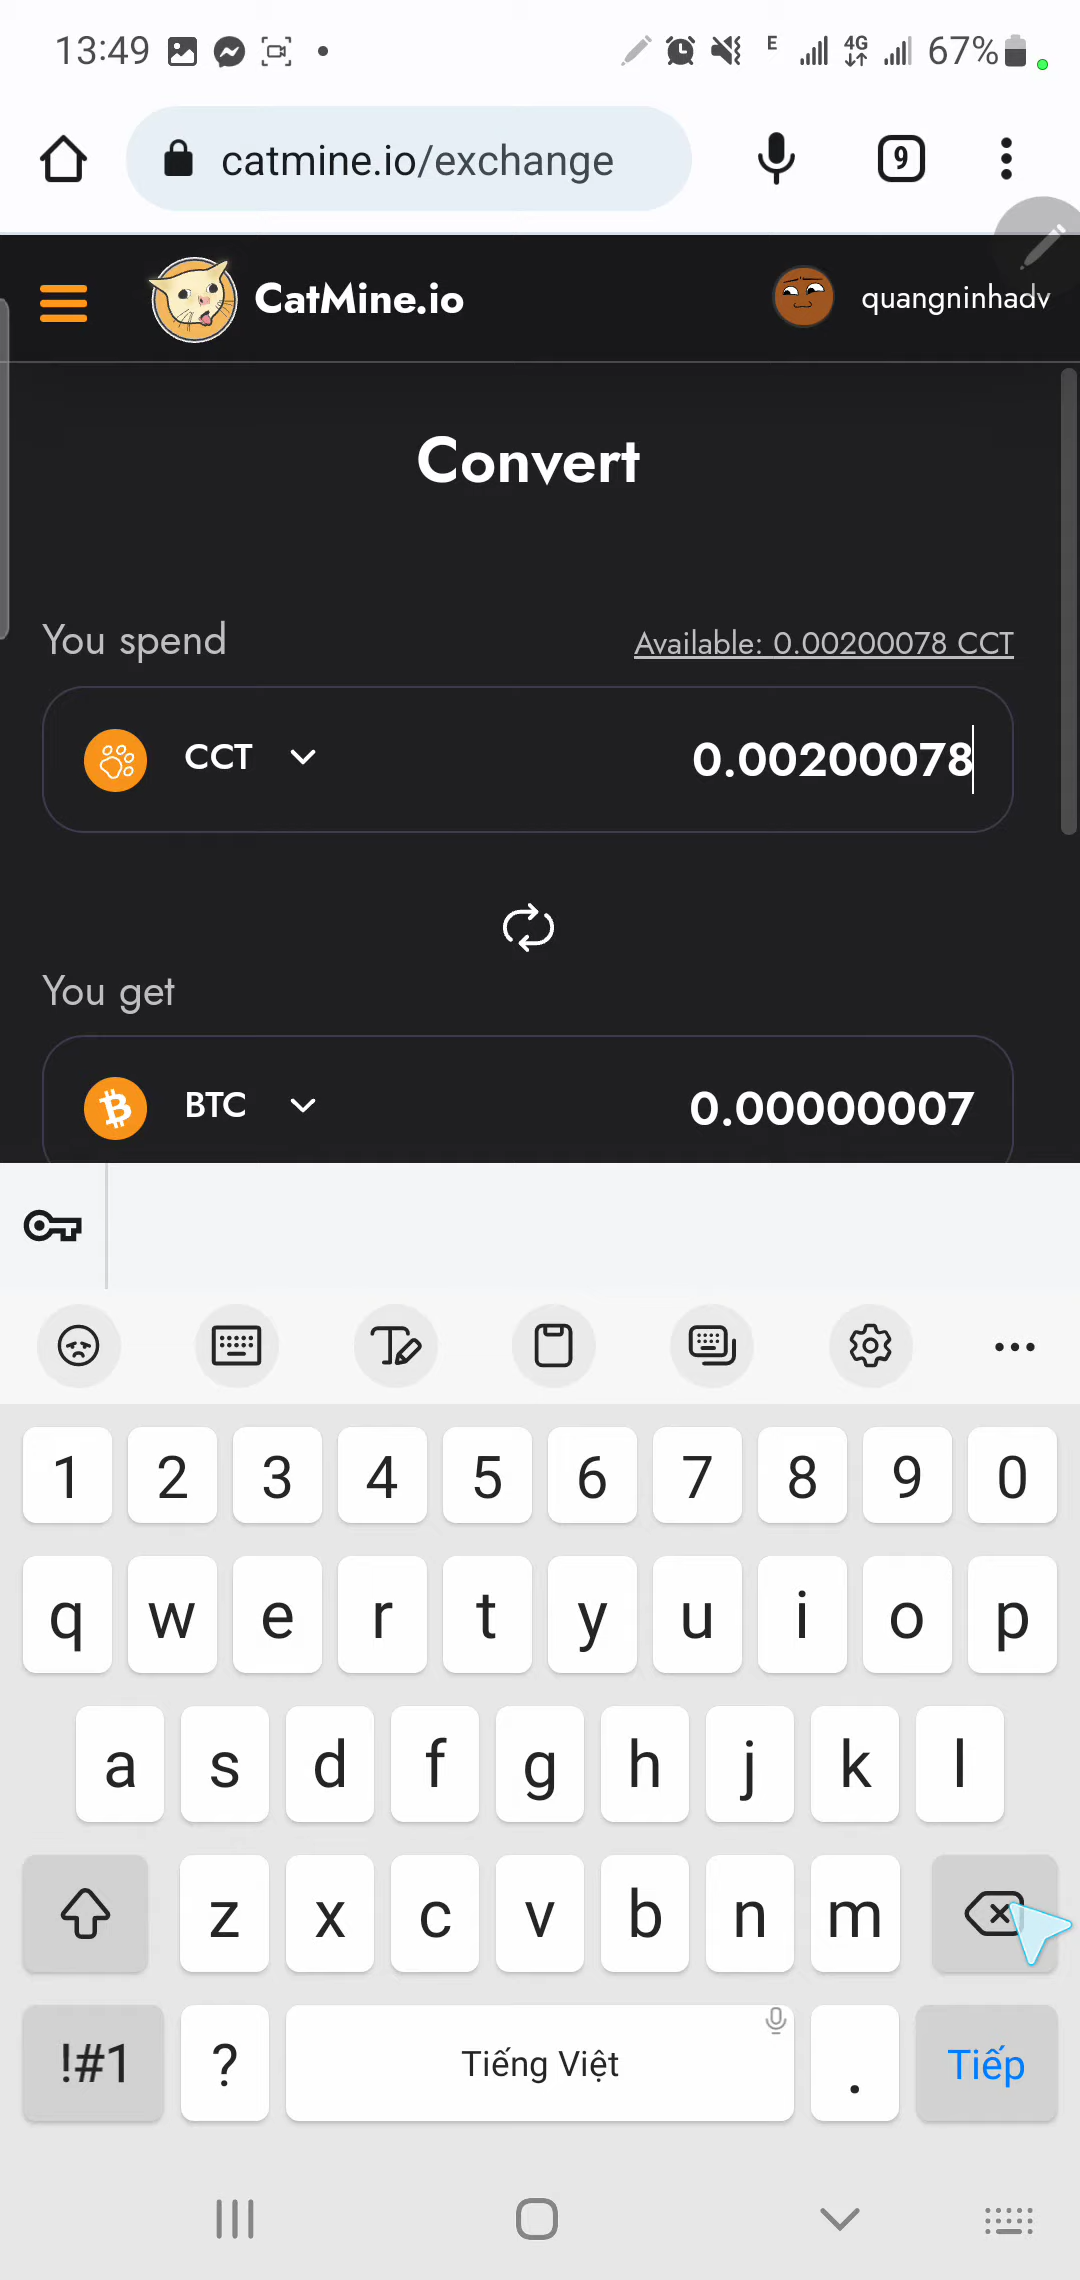 13:49 E 4G 67%
catmine.io/exchange 9
CatMine.io quangninhadv
Convert
You spend Available: 0.00200078 CCT
CCT 0.00200078
You get
BTC 0.00000007
1 2 3 4 5 6 7 8 9 0
q w e r t y u i o p
a s d f g h j k l
z x c v b n m
!#1 ? Tiếng Việt . Tiếp